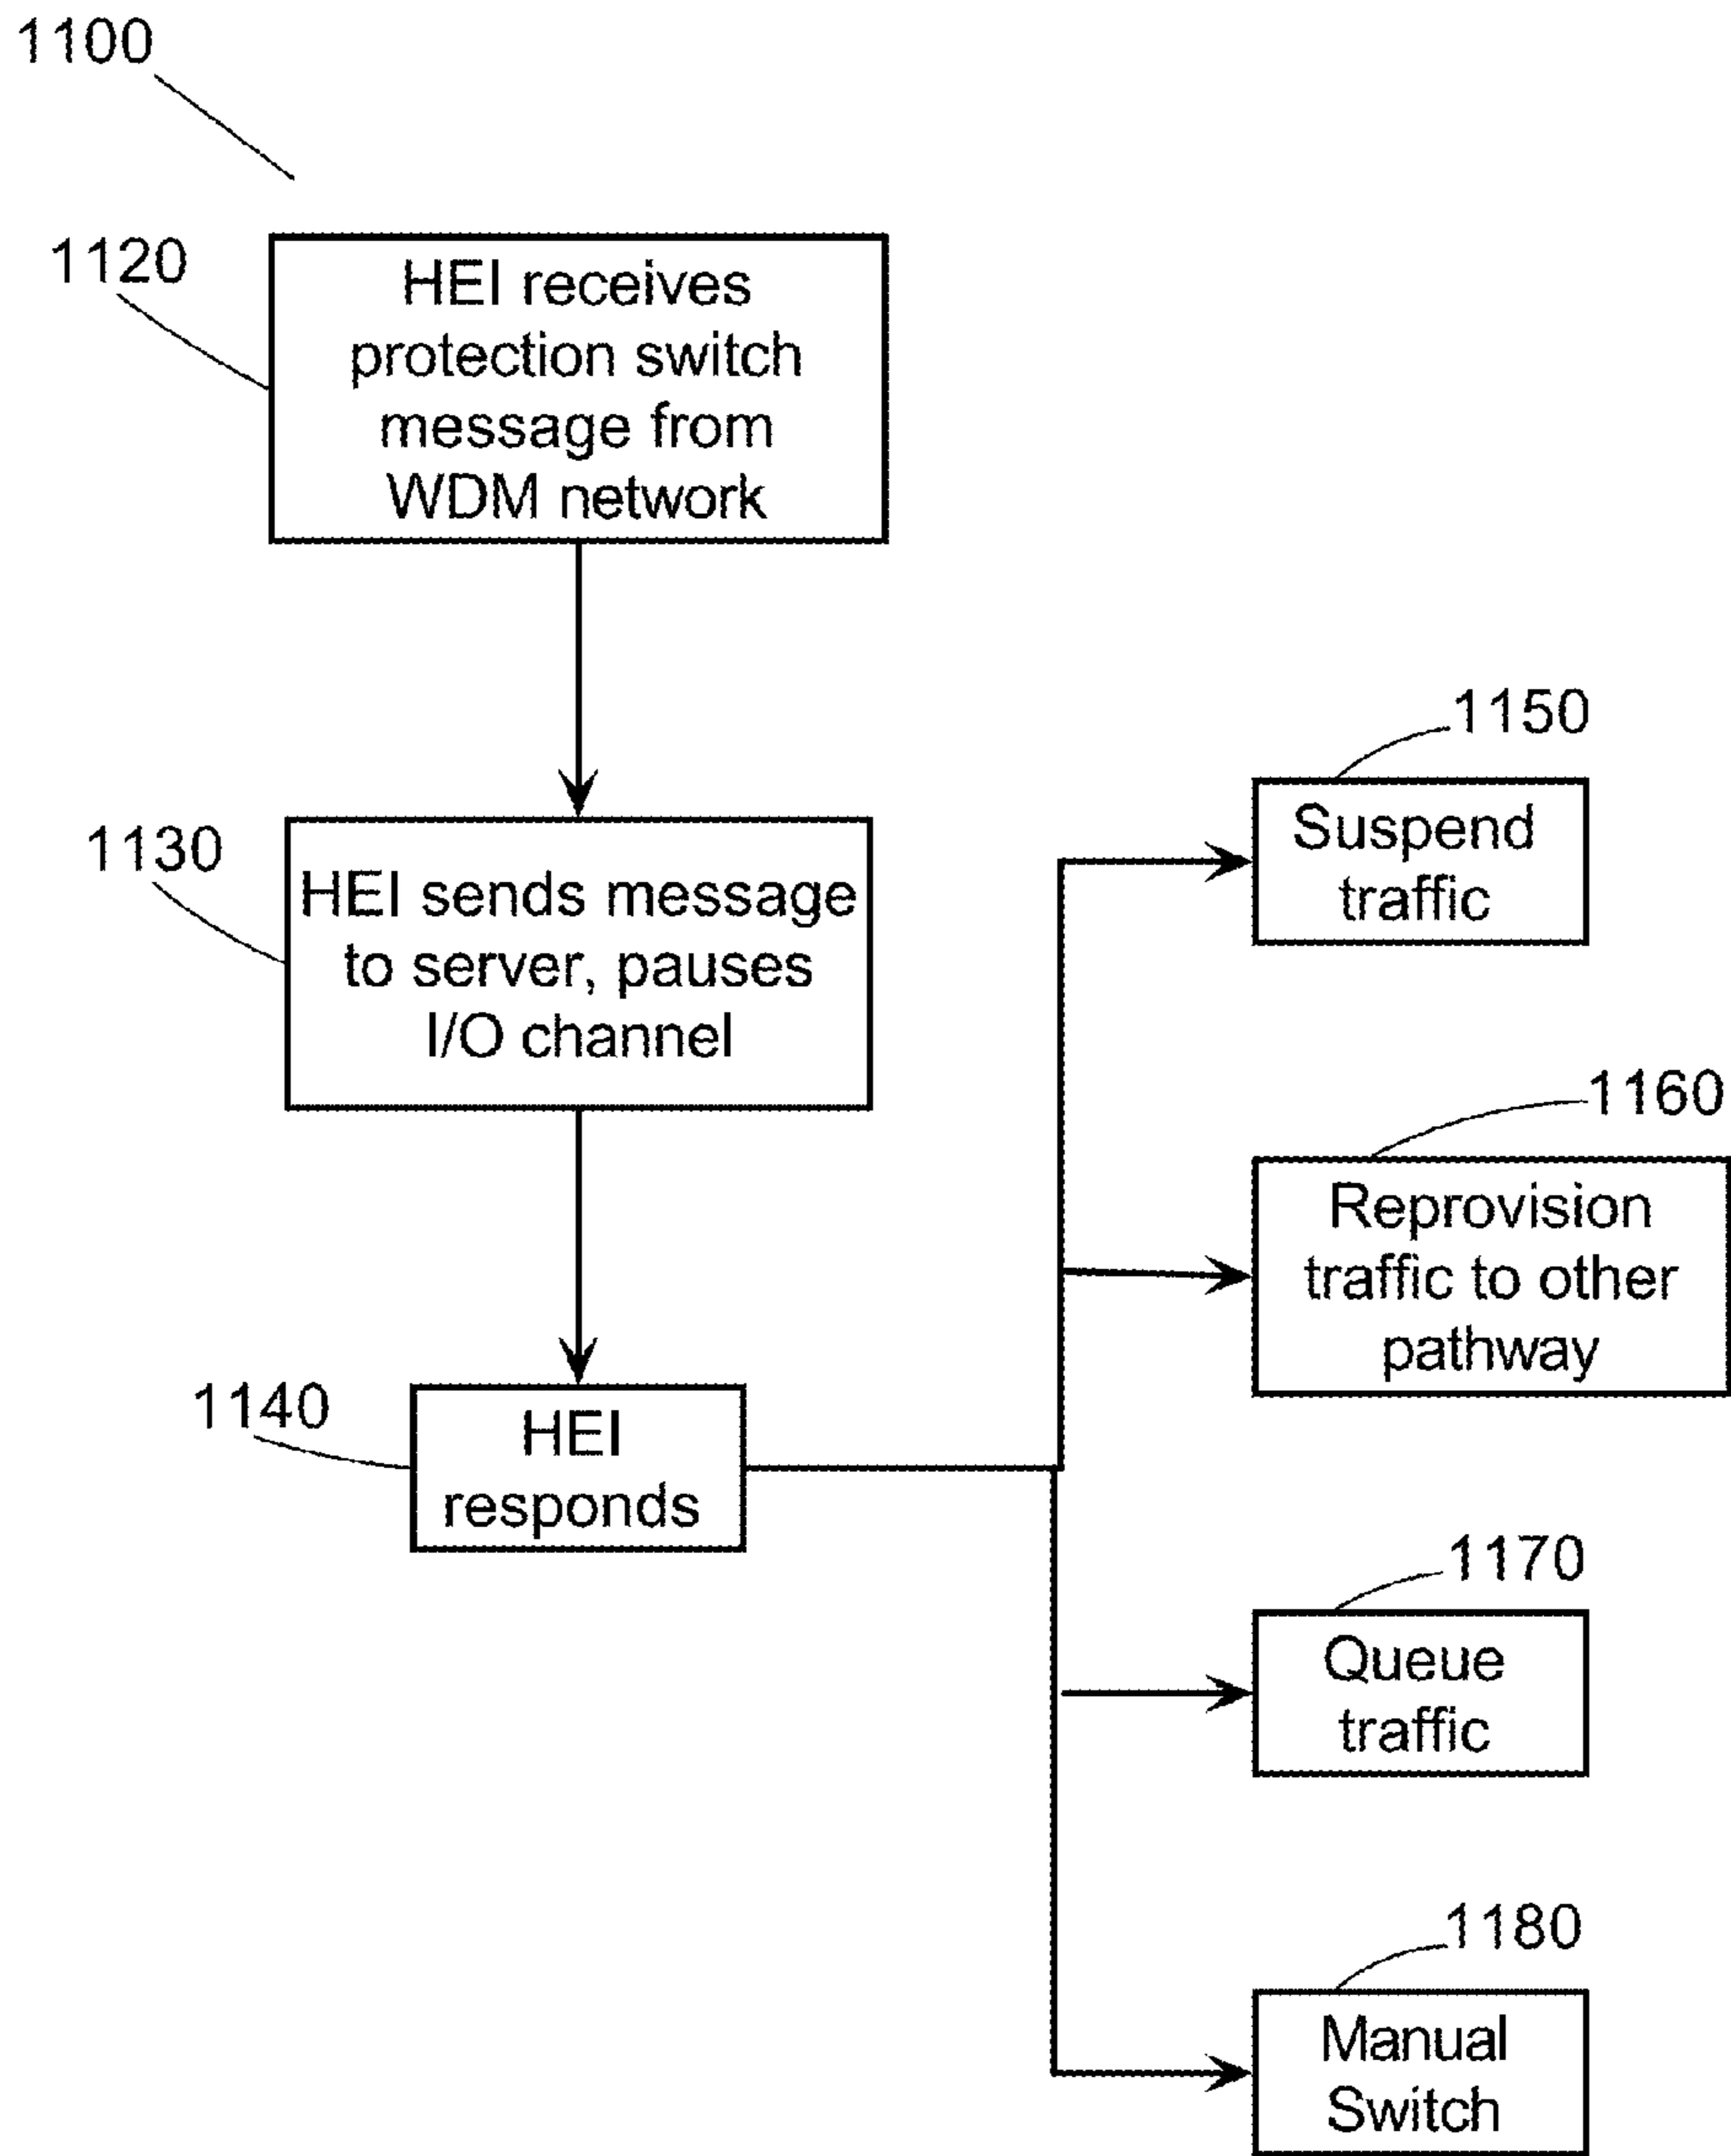 1100
1120
HEI receives
protection switch
message from
WDM network
1130
HEI sends message
to server, pauses
I/O channel
1140
HEI
responds
1150
Suspend
traffic
1160
Reprovision
traffic to other
pathway
1170
Queue
traffic
1180
Manual
Switch